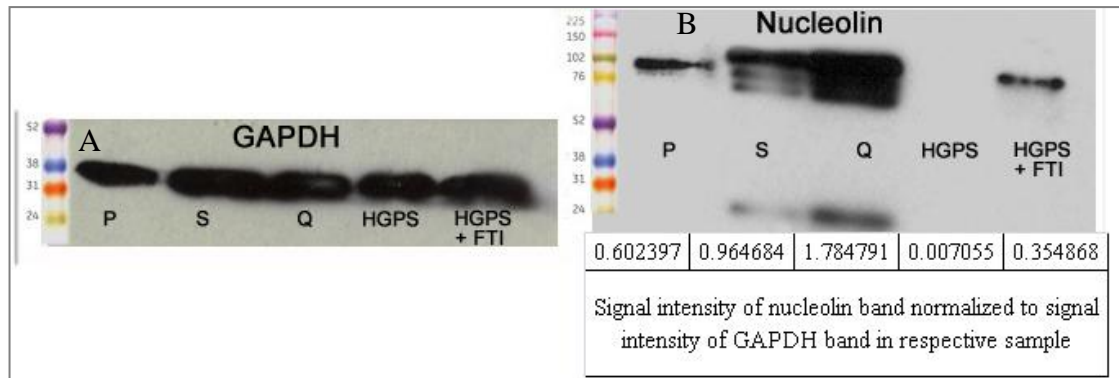 A
GAPDH
52
38
31
24
P S Q HGPS HGPS
+ FTI
B
Nucleolin
225
150
102
76
52
38
31
24
P S Q HGPS HGPS
+ FTI
0.602397 0.964684 1.784791 0.007055 0.354868
Signal intensity of nucleolin band normalized to signal
intensity of GAPDH band in respective sample